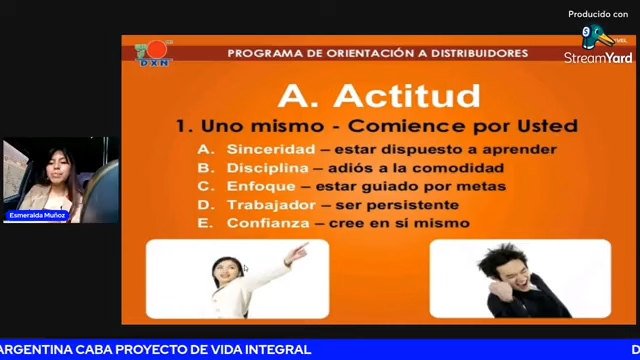 Producido con
StreamYard
DXN
PROGRAMA DE ORIENTACIÓN A DISTRIBUIDORES
A. Actitud
1. Uno mismo - Comience por Usted
A. Sinceridad – estar dispuesto a aprender
B. Disciplina – adiós a la comodidad
C. Enfoque – estar guiado por metas
D. Trabajador – ser persistente
E. Confianza – cree en sí mismo
Esmeralda Muñoz
ARGENTINA CABA PROYECTO DE VIDA INTEGRAL
D